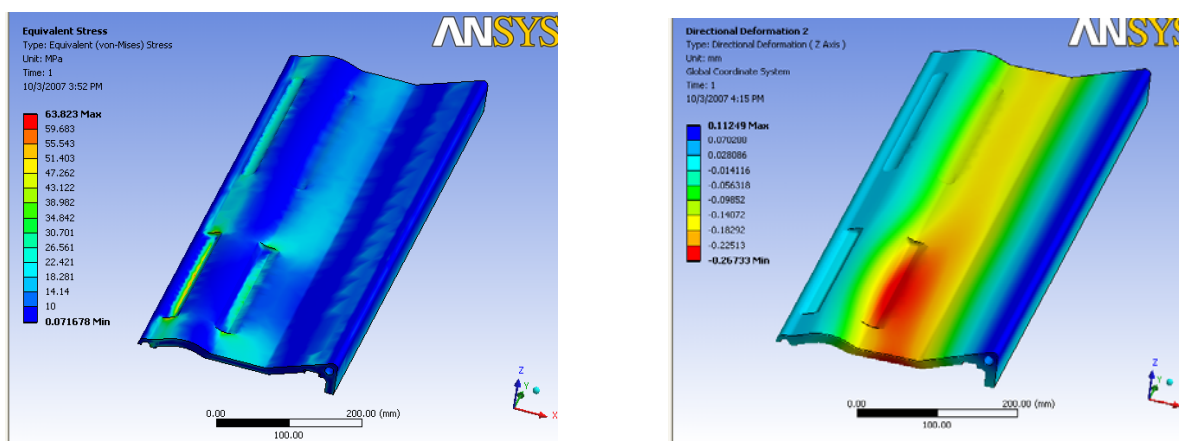 Equivalent Stress
Type: Equivalent (von-Mises) Stress
Unit: MPa
Time: 1
10/3/2007 3:52 PM
63.823 Max
59.683
55.543
51.403
47.262
43.122
38.982
34.842
30.701
26.561
22.421
18.281
14.14
10
0.071678 Min
ANSYS
0.00
200.00 (mm)
100.00
Z
Y
X
Directional Deformation 2
Type: Directional Deformation ( Z Axis )
Unit: mm
Global Coordinate System
Time: 1
10/3/2007 4:15 PM
0.11249 Max
0.070288
0.028086
-0.014116
-0.056318
-0.09852
-0.14072
-0.18292
-0.22513
-0.26733 Min
ANSYS
0.00
200.00 (mm)
100.00
Z
Y